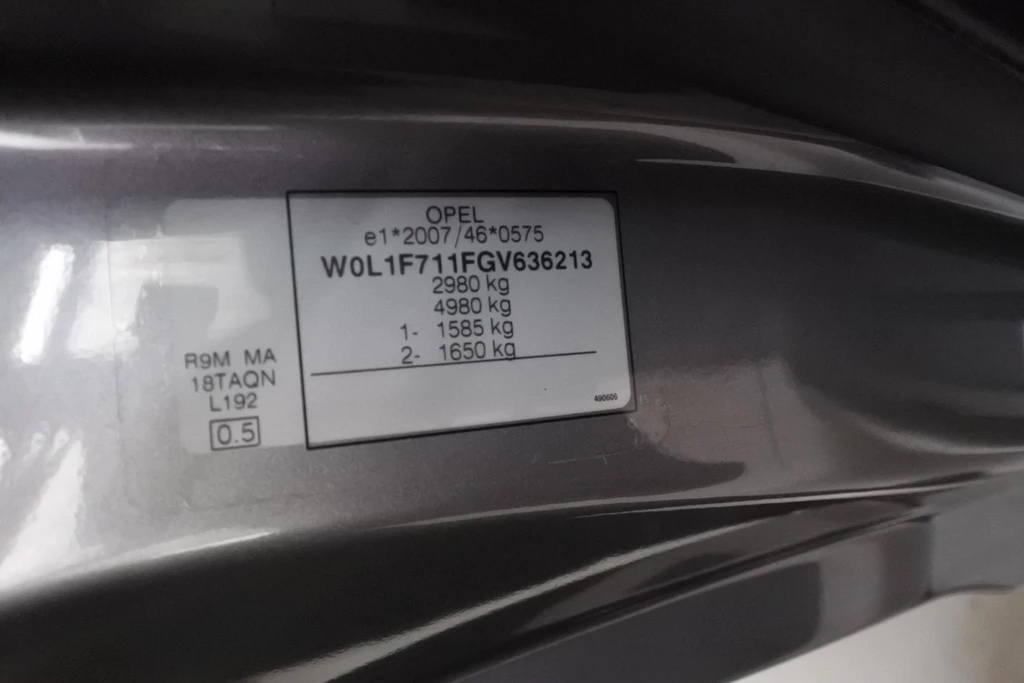 OPEL
e1*2007/46*0575
W0L1F711FGV636213
2980 kg
4980 kg
1- 1585 kg
2- 1650 kg
490606
R9M MA
18TAQN
L192
0.5